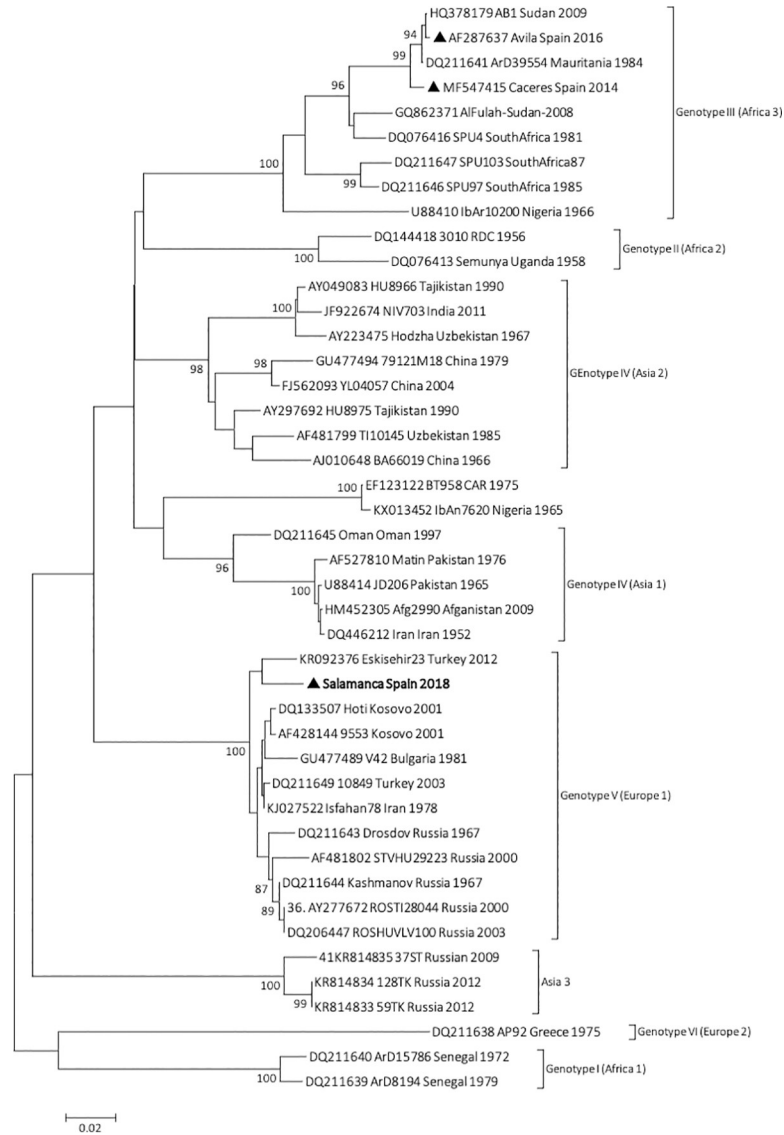 HQ378179 AB1 Sudan 2009
94
▲ AF287637 Avila Spain 2016
99
DQ211641 ArD39554 Mauritania 1984
96
▲ MF547415 Caceres Spain 2014
Genotype III (Africa 3)
GQ862371 AlFulah-Sudan-2008
DQ076416 SPU4 SouthAfrica 1981
100
DQ211647 SPU103 SouthAfrica87
99
DQ211646 SPU97 SouthAfrica 1985
U88410 IbAr10200 Nigeria 1966
DQ144418 3010 RDC 1956
Genotype II (Africa 2)
100
DQ076413 Semunya Uganda 1958
AY049083 HU8966 Tajikistan 1990
100
JF922674 NIV703 India 2011
AY223475 Hodzha Uzbekistan 1967
98
98
GU477494 79121M18 China 1979
GEnotype IV (Asia 2)
FJ562093 YL04057 China 2004
AY297692 HU8975 Tajikistan 1990
AF481799 TI10145 Uzbekistan 1985
AJ010648 BA66019 China 1966
100
EF123122 BT958 CAR 1975
KX013452 IbAn7620 Nigeria 1965
DQ211645 Oman Oman 1997
96
AF527810 Matin Pakistan 1976
100
U88414 JD206 Pakistan 1965
Genotype IV (Asia 1)
HM452305 Afg2990 Afganistan 2009
DQ446212 Iran Iran 1952
KR092376 Eskisehir23 Turkey 2012
▲ Salamanca Spain 2018
DQ133507 Hoti Kosovo 2001
AF428144 9553 Kosovo 2001
100
GU477489 V42 Bulgaria 1981
DQ211649 10849 Turkey 2003
Genotype V (Europe 1)
KJ027522 Isfahan78 Iran 1978
DQ211643 Drosdov Russia 1967
AF481802 STVHU29223 Russia 2000
87
DQ211644 Kashmanov Russia 1967
89
36. AY277672 ROSTI28044 Russia 2000
DQ206447 ROSHUVLV100 Russia 2003
41KR814835 37ST Russian 2009
100
KR814834 128TK Russia 2012
Asia 3
99
KR814833 59TK Russia 2012
DQ211638 AP92 Greece 1975
Genotype VI (Europe 2)
DQ211640 ArD15786 Senegal 1972
Genotype I (Africa 1)
100
DQ211639 ArD8194 Senegal 1979
0.02